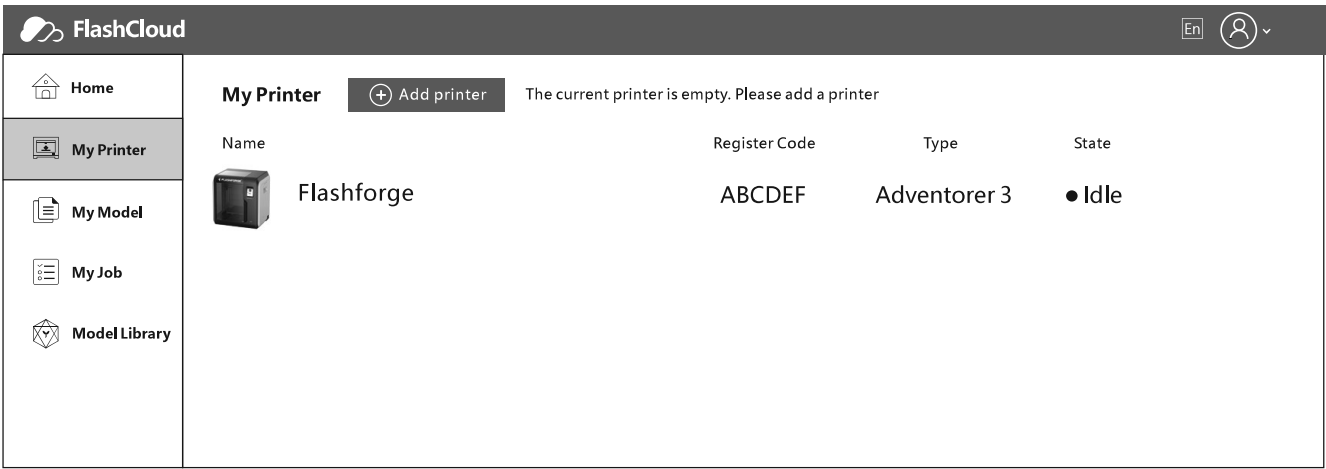 FlashCloud
En
Home
My Printer
My Model
My Job
Model Library
My Printer
Add printer
The current printer is empty. Please add a printer
Name Register Code Type State
Flashforge ABCDEF Adventorer 3 Idle